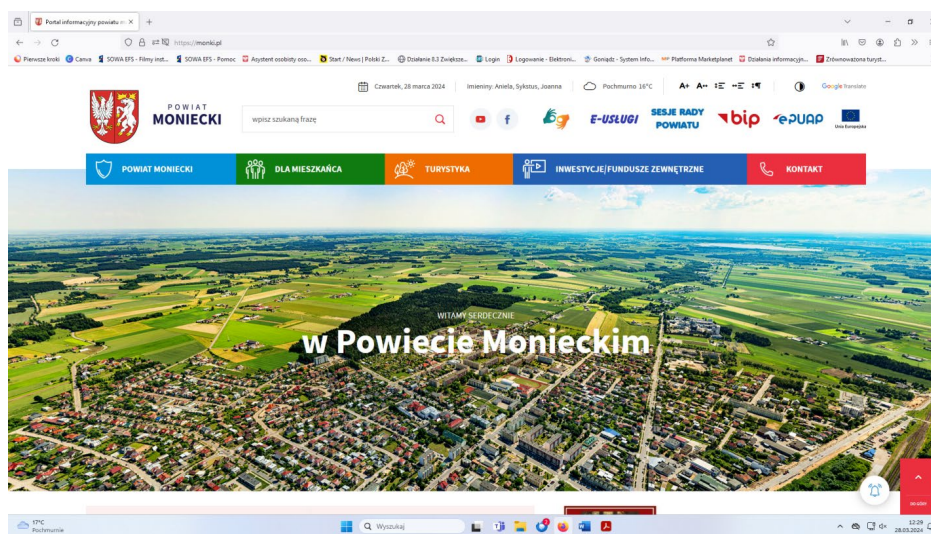 Portal informacyjny powiatu m
https://monki.pl
Pierwsze kroki Canva SOWA EFS - Filmy inst... SOWA EFS - Pomoc Asystent osobisty oso... Start / News | Polski Z... Działanie 8.3 Zwiększe... Login Logowanie - Elektroni... Goniądz - System Info... Platforma Marketplanet Działania informacyjn... Zrównoważona turyst...
Czwartek, 28 marca 2024 Imieniny: Aniela, Sykstus, Joanna Pochmurno 16°C A+ A++ Google Translate
POWIAT
MONIECKI
wpisz szukaną frazę
E-USŁUGI
SESJE RADY
POWIATU
bip
ePUAP
Unia Europejska
POWIAT MONIECKI DLA MIESZKAŃCA TURYSTYKA INWESTYCJE/FUNDUSZE ZEWNĘTRZNE KONTAKT
WITAMY SERDECZNIE
w Powiecie Monieckim
DO GÓRY
17°C
Pochmurnie
Wyszukaj
12:29
28.03.2024